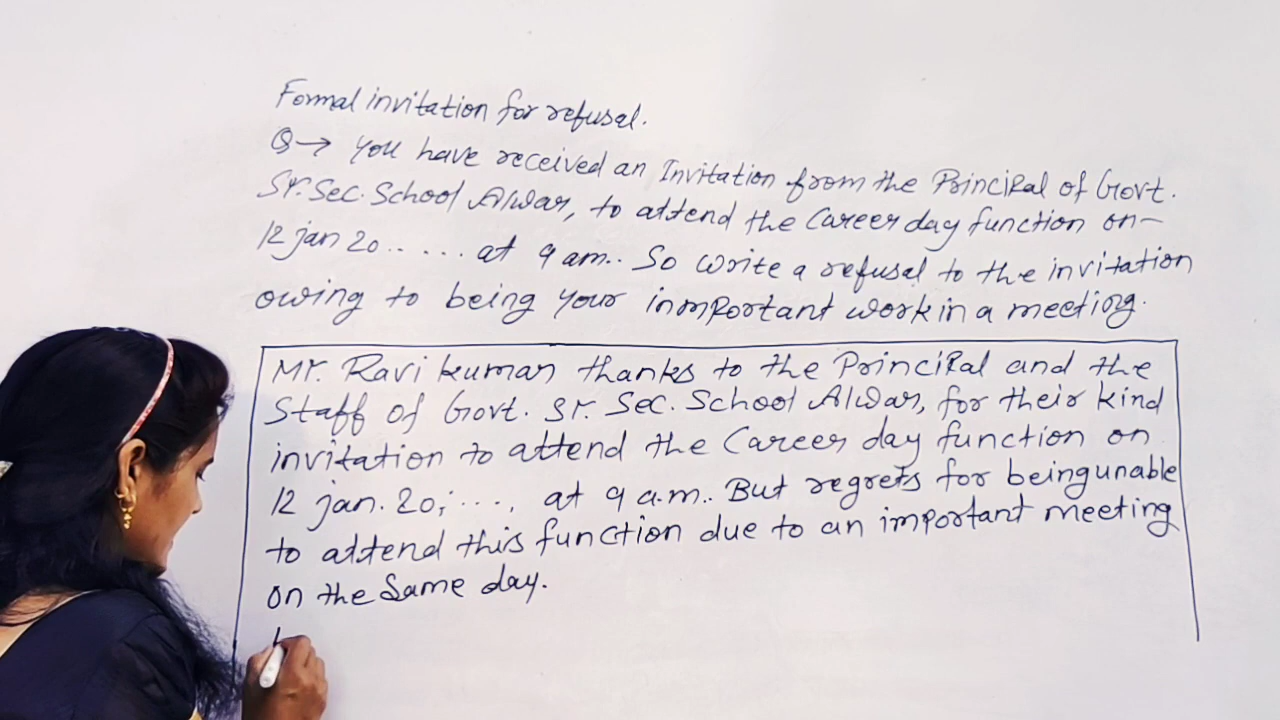 Formal invitation for refusal.
Q→ You have received an Invitation from the Principal of Govt.
Sr. Sec. School Alwar, to attend the Career day function on-
12 jan 20..... at 9 am.. So write a refusal to the invitation
owing to being your inmportant work in a meeting.
Mr. Ravi kumar thanks to the Principal and the
Staff of Govt. Sr. Sec. School Alwar, for their kind
invitation to attend the Career day function on
12 jan. 20;...., at 9 a.m.. But regrets for being unable
to attend this function due to an important meeting
on the Same day.